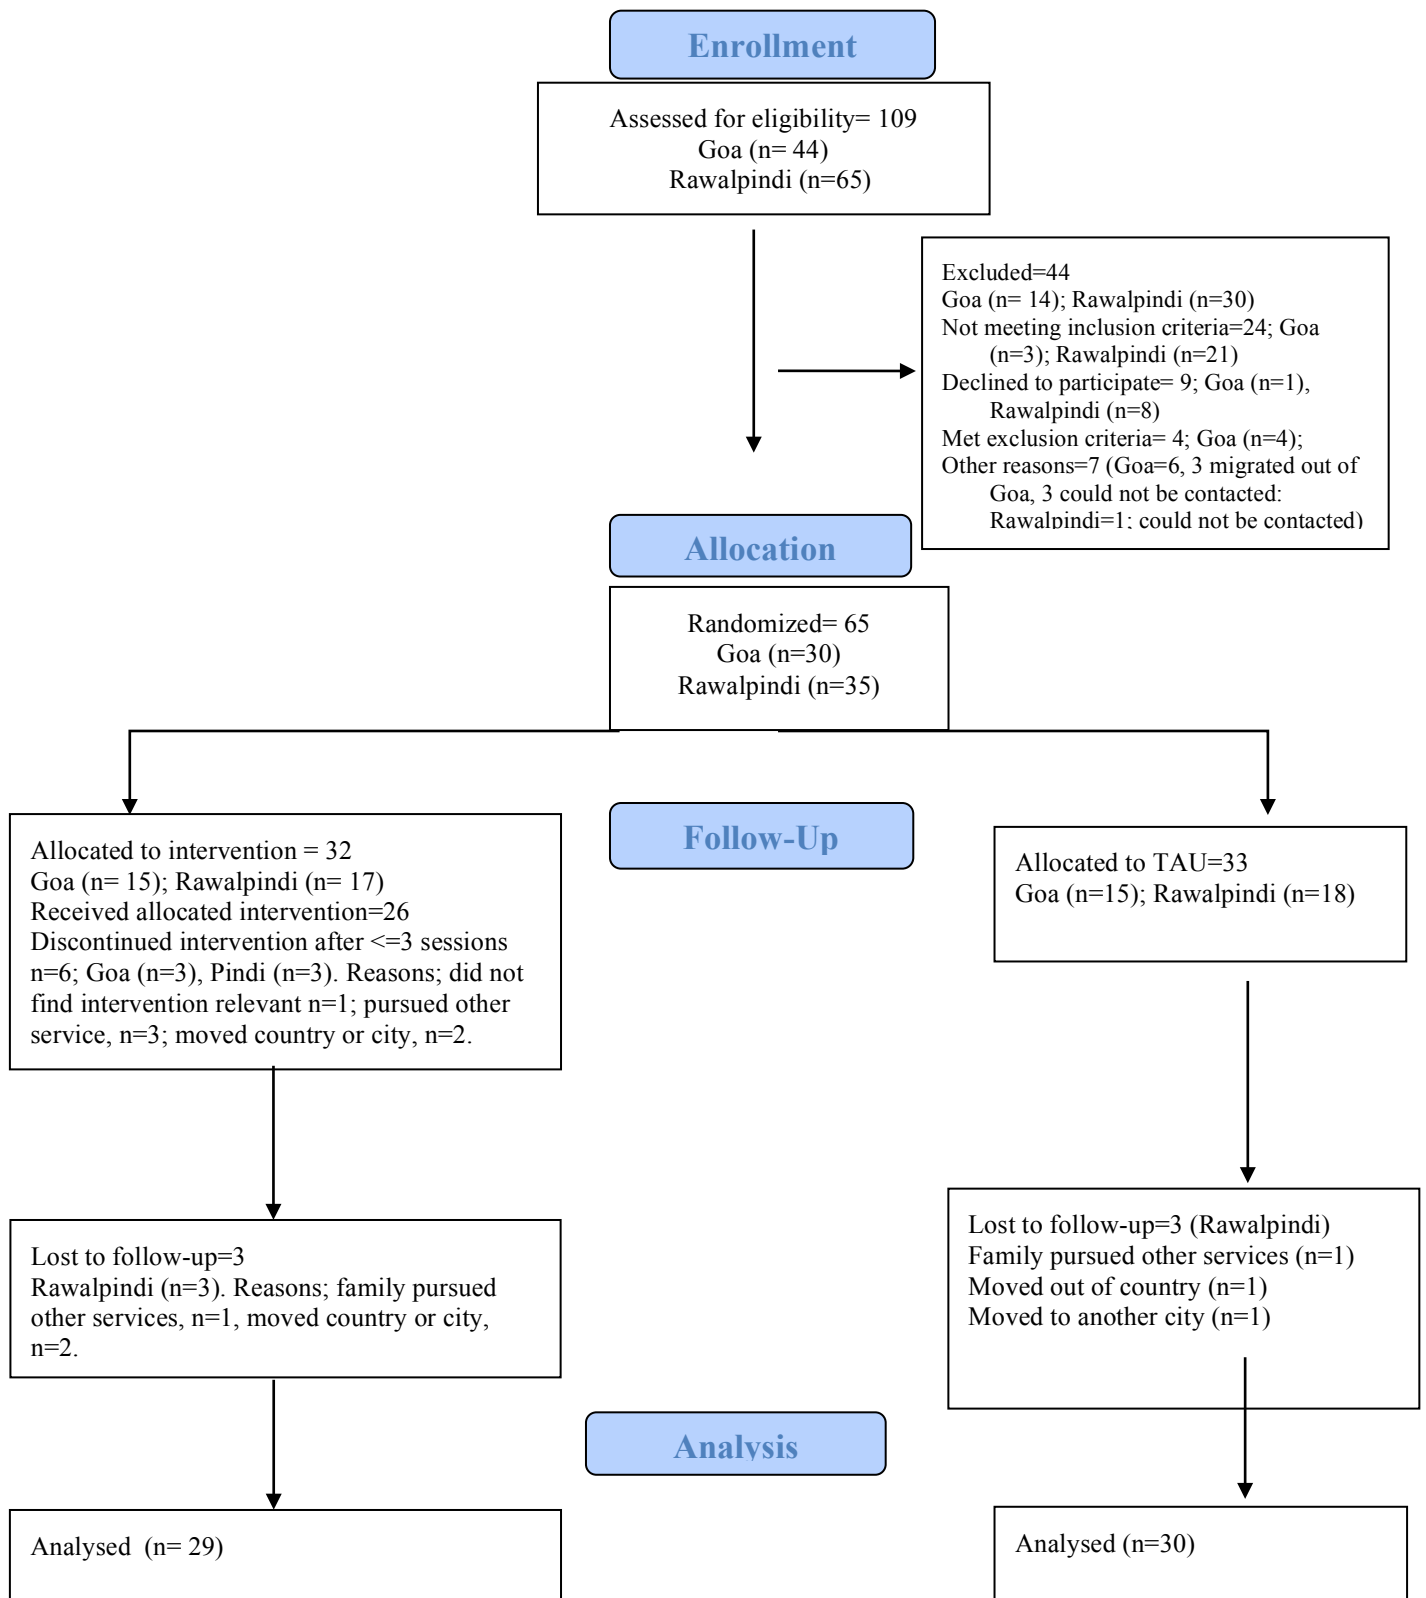 Enrollment
Assessed for eligibility= 109
Goa (n= 44)
Rawalpindi (n=65)
Excluded=44
Goa (n= 14); Rawalpindi (n=30)
Not meeting inclusion criteria=24; Goa
(n=3); Rawalpindi (n=21)
Declined to participate= 9; Goa (n=1),
Rawalpindi (n=8)
Met exclusion criteria= 4; Goa (n=4);
Other reasons=7 (Goa=6, 3 migrated out of
Goa, 3 could not be contacted:
Rawalpindi=1; could not be contacted)
Allocation
Randomized= 65
Goa (n=30)
Rawalpindi (n=35)
Follow-Up
Allocated to intervention = 32
Goa (n= 15); Rawalpindi (n= 17)
Received allocated intervention=26
Discontinued intervention after <=3 sessions
n=6; Goa (n=3), Pindi (n=3). Reasons; did not
find intervention relevant n=1; pursued other
service, n=3; moved country or city, n=2.
Allocated to TAU=33
Goa (n=15); Rawalpindi (n=18)
Lost to follow-up=3
Rawalpindi (n=3). Reasons; family pursued
other services, n=1, moved country or city,
n=2.
Lost to follow-up=3 (Rawalpindi)
Family pursued other services (n=1)
Moved out of country (n=1)
Moved to another city (n=1)
Analysis
Analysed  (n= 29)
Analysed (n=30)